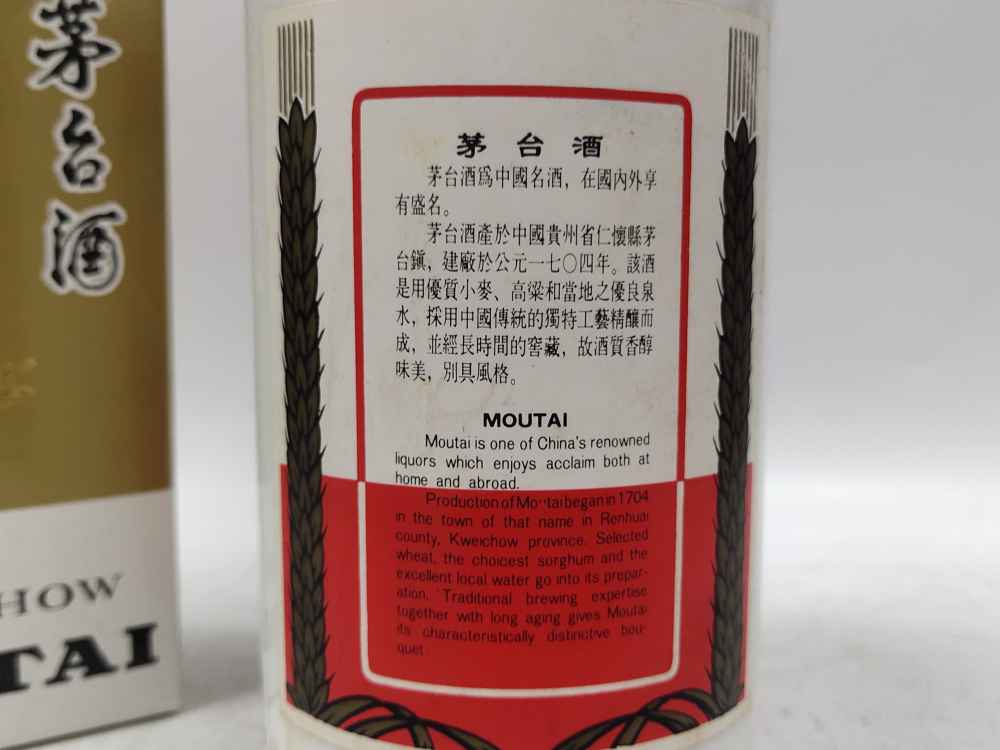 茅台酒
HOW
TAI
茅台酒
茅台酒爲中國名酒，在國內外享
有盛名。
茅台酒產於中國貴州省仁懷縣茅
台鎭，建廠於公元一七〇四年。該酒
是用優質小麥、高粱和當地之優良泉
水，採用中國傳統的獨特工藝精釀而
成，並經長時間的窖藏，故酒質香醇
味美，別具風格。
MOUTAI
Moutai is one of China's renowned
liquors which enjoys acclaim both at
home and abroad.
Production of Moutai began in 1704
in the town of that name in Renhuai
county, Kweichow province. Selected
wheat, the choicest sorghum and the
excellent local water go into its prepar-
ation. Traditional brewing expertise
together with long aging gives Moutai
its characteristically distinctive bou-
quet